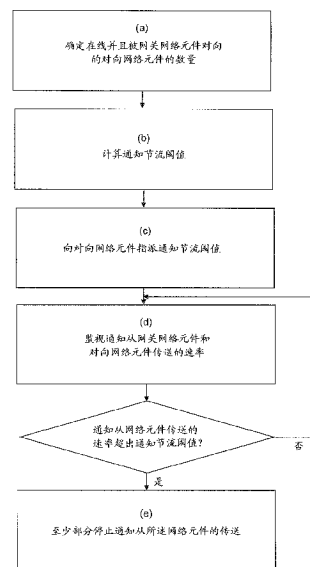 (a)
确定在线并且被网关网络元件对向
的对向网络元件的数量
(b)
计算通知节流阈值
(c)
向对向网络元件指派通知节流阈值
(d)
监视通知从网关网络元件和
对向网络元件传送的速率
通知从网络元件传送的
速率超出通知节流阈值?
否
是
(e)
至少部分停止通知从所述网络元件的传送